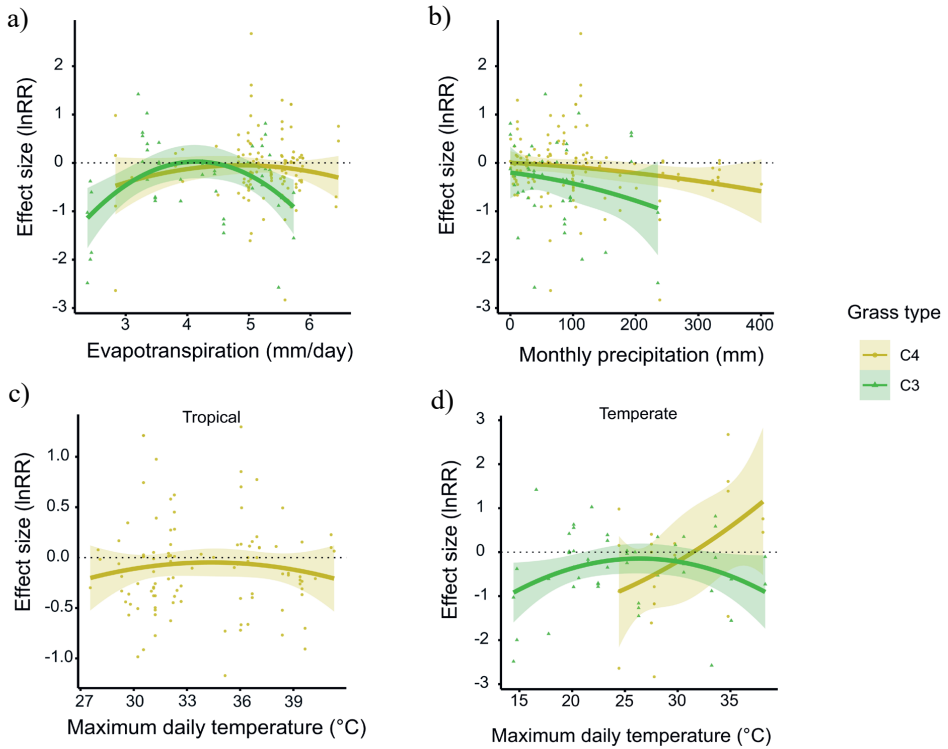 a)
Effect size (lnRR)
2
1
0
-1
-2
-3
3
4
5
6
Evapotranspiration (mm/day)
b)
Effect size (lnRR)
2
1
0
-1
-2
-3
0
100
200
300
400
Monthly precipitation (mm)
Grass type
C4
C3
c)
Tropical
Effect size (lnRR)
1.0
0.5
0.0
-0.5
-1.0
27
30
33
36
39
Maximum daily temperature (°C)
d)
Temperate
Effect size (lnRR)
3
2
1
0
-1
-2
-3
15
20
25
30
35
Maximum daily temperature (°C)